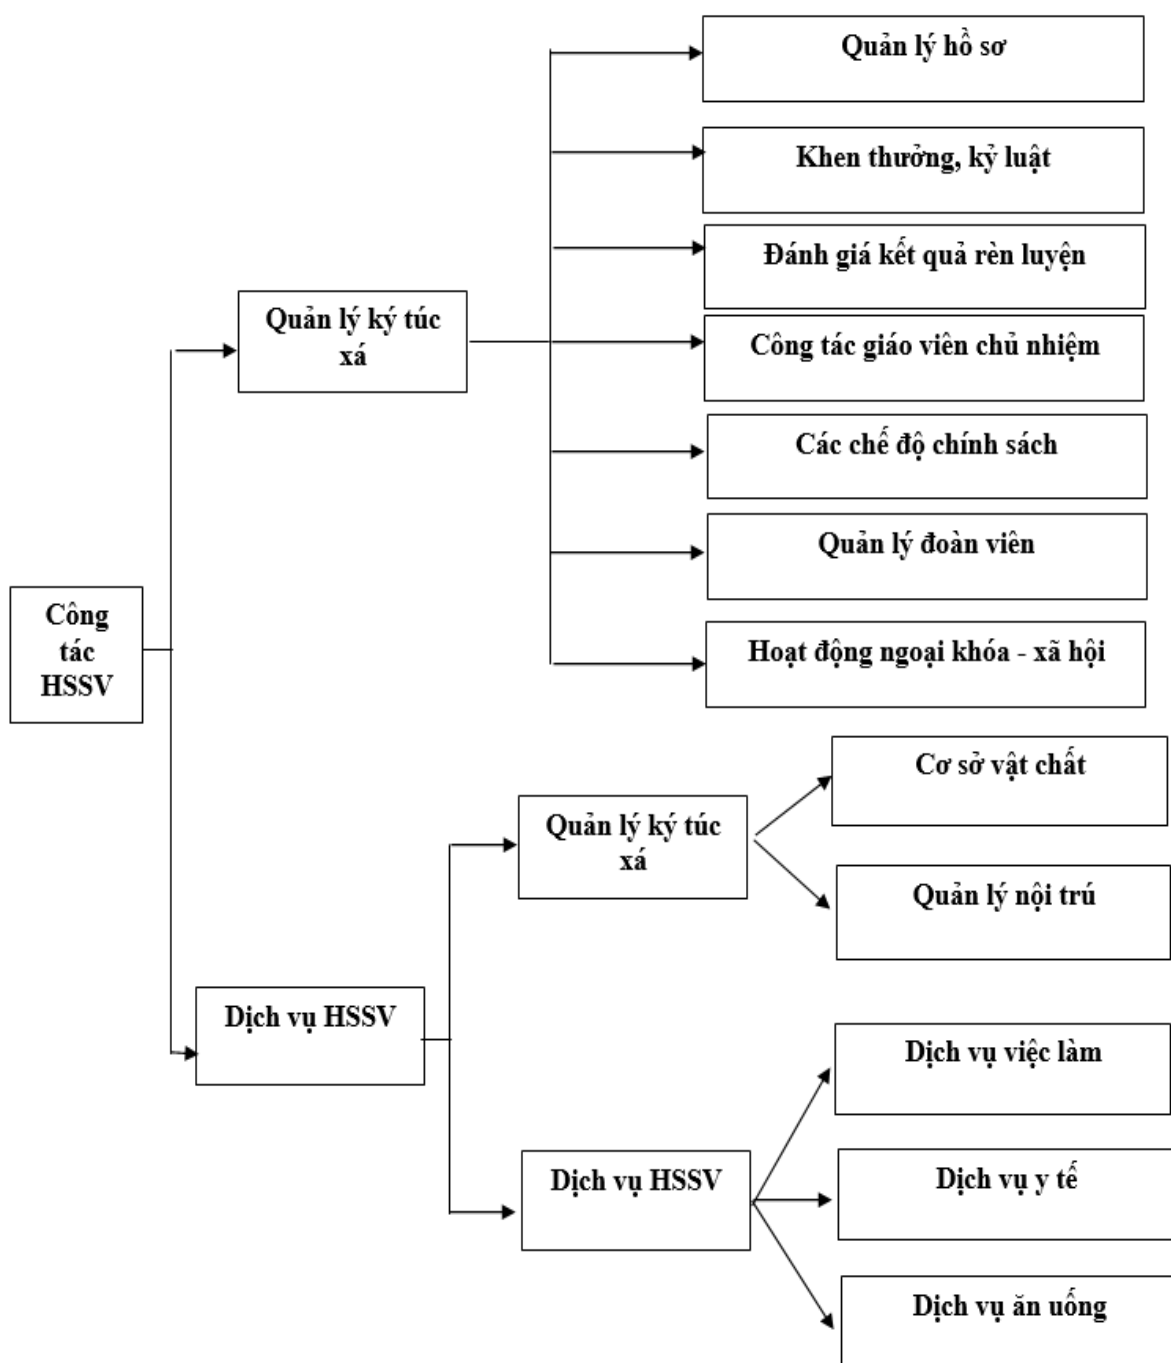 Quản lý hồ sơ
Khen thưởng, kỷ luật
Đánh giá kết quả rèn luyện
Quản lý ký túc
xá
Công tác giáo viên chủ nhiệm
Các chế độ chính sách
Quản lý đoàn viên
Công
tác
HSSV
Hoạt động ngoại khóa - xã hội
Cơ sở vật chất
Quản lý ký túc
xá
Quản lý nội trú
Dịch vụ HSSV
Dịch vụ việc làm
Dịch vụ HSSV
Dịch vụ y tế
Dịch vụ ăn uống